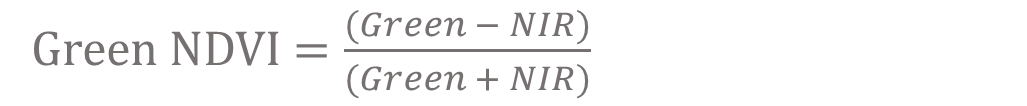 Green NDVI = (Green − NIR) / (Green + NIR)